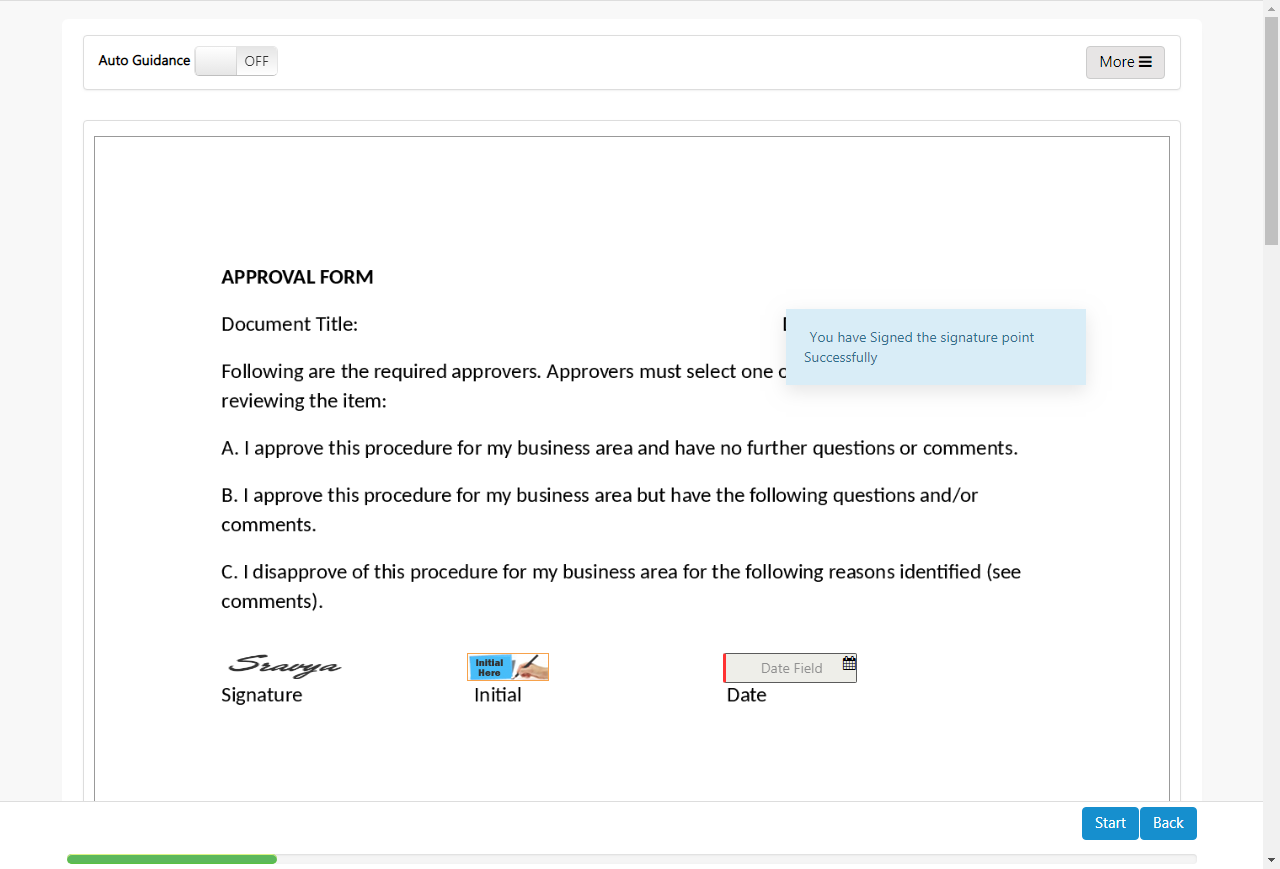 Auto Guidance OFF More
APPROVAL FORM
Document Title:
You have Signed the signature point
Successfully
Following are the required approvers. Approvers must select one
reviewing the item:
A. I approve this procedure for my business area and have no further questions or comments.
B. I approve this procedure for my business area but have the following questions and/or
comments.
C. I disapprove of this procedure for my business area for the following reasons identified (see
comments).
Sravya Initial Date Field
Here
Signature Initial Date
Start Back